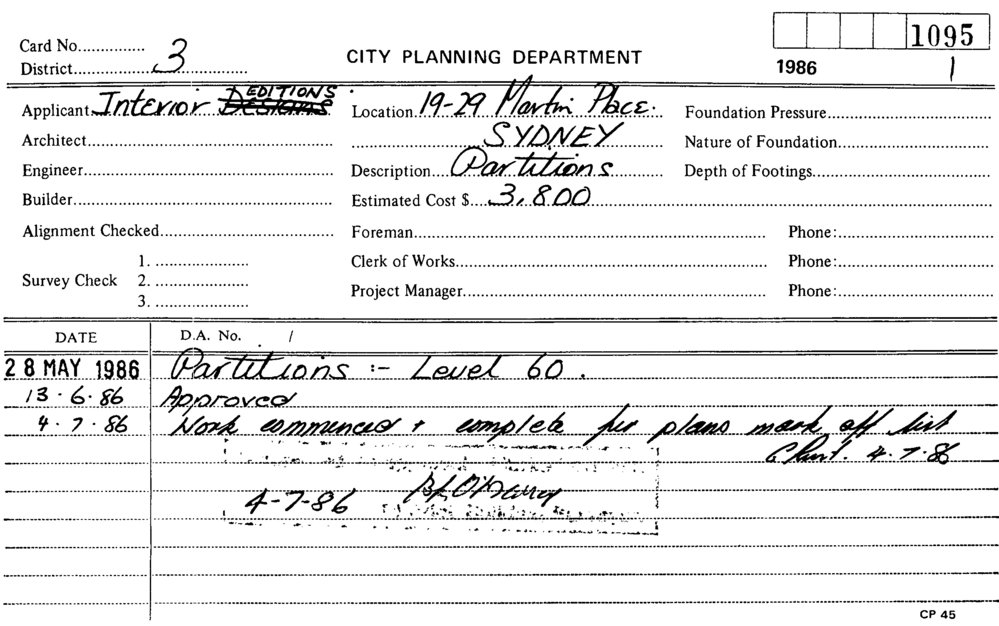 1095
Card No............... 3
CITY PLANNING DEPARTMENT
District...............
1986 1
Applicant Interior DESIGNS EDITIONS
Location 19-29 Martin Place.
SYDNEY
Foundation Pressure
Architect
Nature of Foundation
Engineer
Description Partitions
Depth of Footings
Builder
Estimated Cost $ 3,800
Alignment Checked
Foreman
Phone:
Survey Check
1.
2.
3.
Clerk of Works
Phone:
Project Manager
Phone:
DATE D.A. No. /
28 MAY 1986 Partitions :- Level 60.
13.6.86 Approved
4.7.86 Work commenced + complete per plans mark off list
4.7.86
4-7-86
CP 45